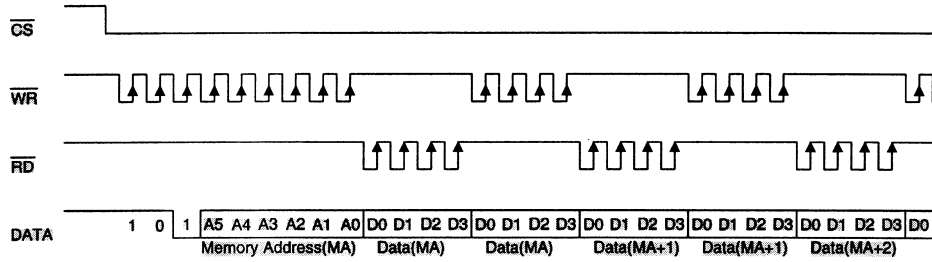 CS
WR
RD
DATA 1 0 1 A5 A4 A3 A2 A1 A0 D0 D1 D2 D3 D0 D1 D2 D3 D0 D1 D2 D3 D0 D1 D2 D3 D0 D1 D2 D3 D0
Memory Address(MA) Data(MA) Data(MA) Data(MA+1) Data(MA+1) Data(MA+2)